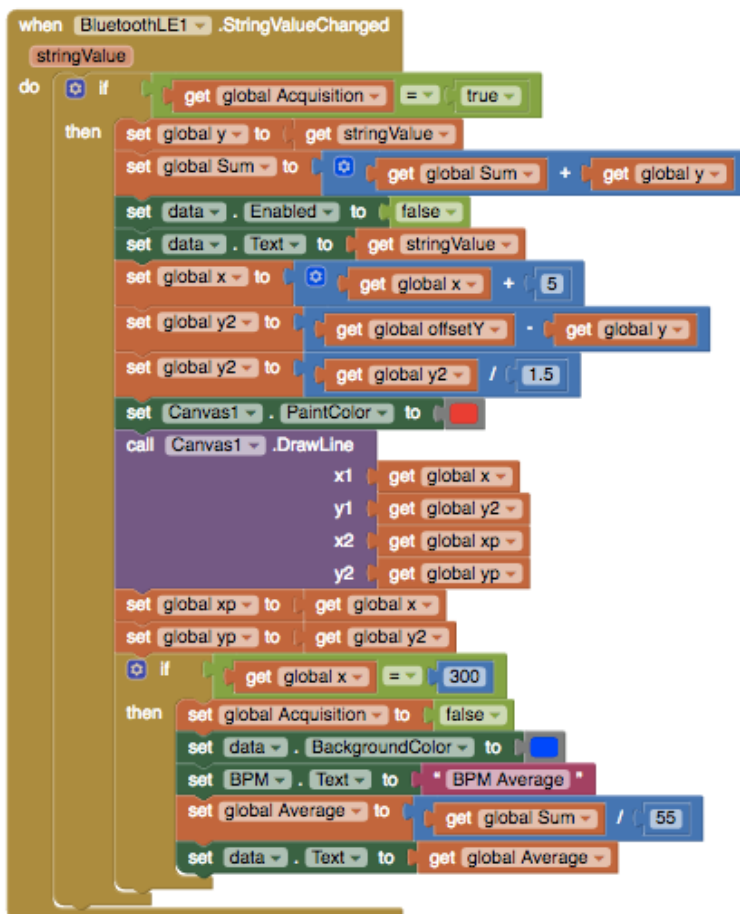 when BluetoothLE1 .StringValueChanged
stringValue
do if get global Acquisition = true
then set global y to get stringValue
set global Sum to get global Sum + get global y
set data . Enabled to false
set data . Text to get stringValue
set global x to get global x + 5
set global y2 to get global offsetY - get global y
set global y2 to get global y2 / 1.5
set Canvas1 . PaintColor to
call Canvas1 .DrawLine
x1 get global x
y1 get global y2
x2 get global xp
y2 get global yp
set global xp to get global x
set global yp to get global y2
if get global x = 300
then set global Acquisition to false
set data . BackgroundColor to
set BPM . Text to " BPM Average "
set global Average to get global Sum / 55
set data . Text to get global Average